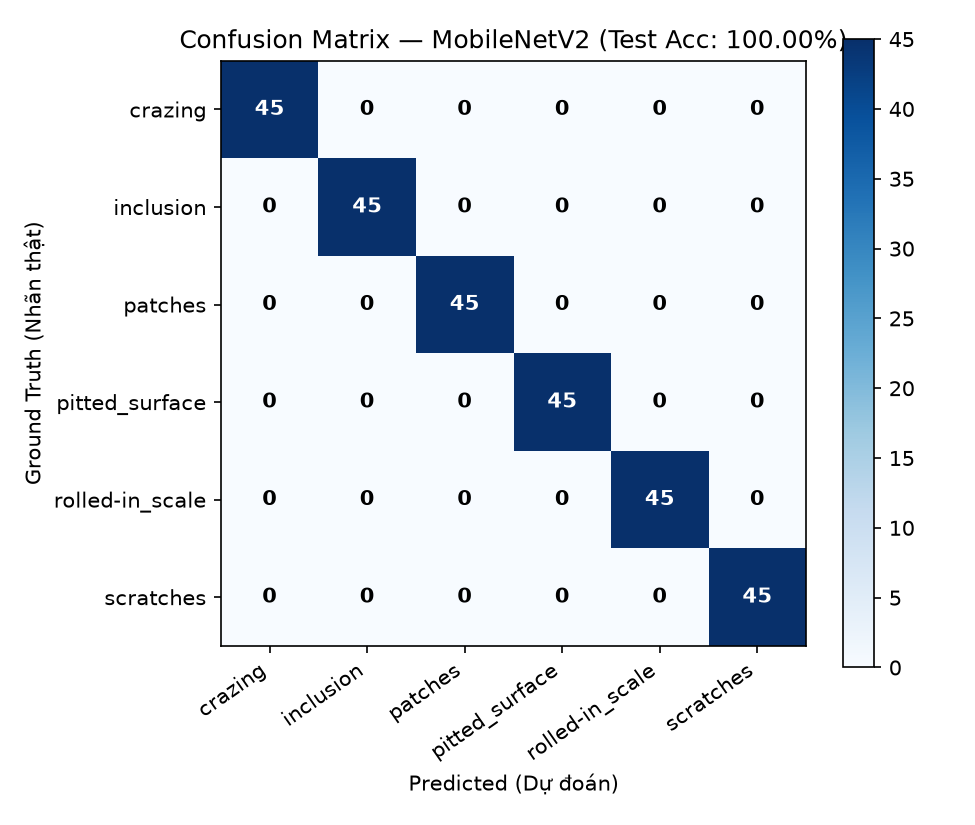 Confusion Matrix — MobileNetV2 (Test Acc: 100.00%)
Ground Truth (Nhãn thật)
crazing 45 0 0 0 0 0
inclusion 0 45 0 0 0 0
patches 0 0 45 0 0 0
pitted_surface 0 0 0 45 0 0
rolled-in_scale 0 0 0 0 45 0
scratches 0 0 0 0 0 45
crazing inclusion patches pitted_surface rolled-in_scale scratches
Predicted (Dự đoán)
45
40
35
30
25
20
15
10
5
0